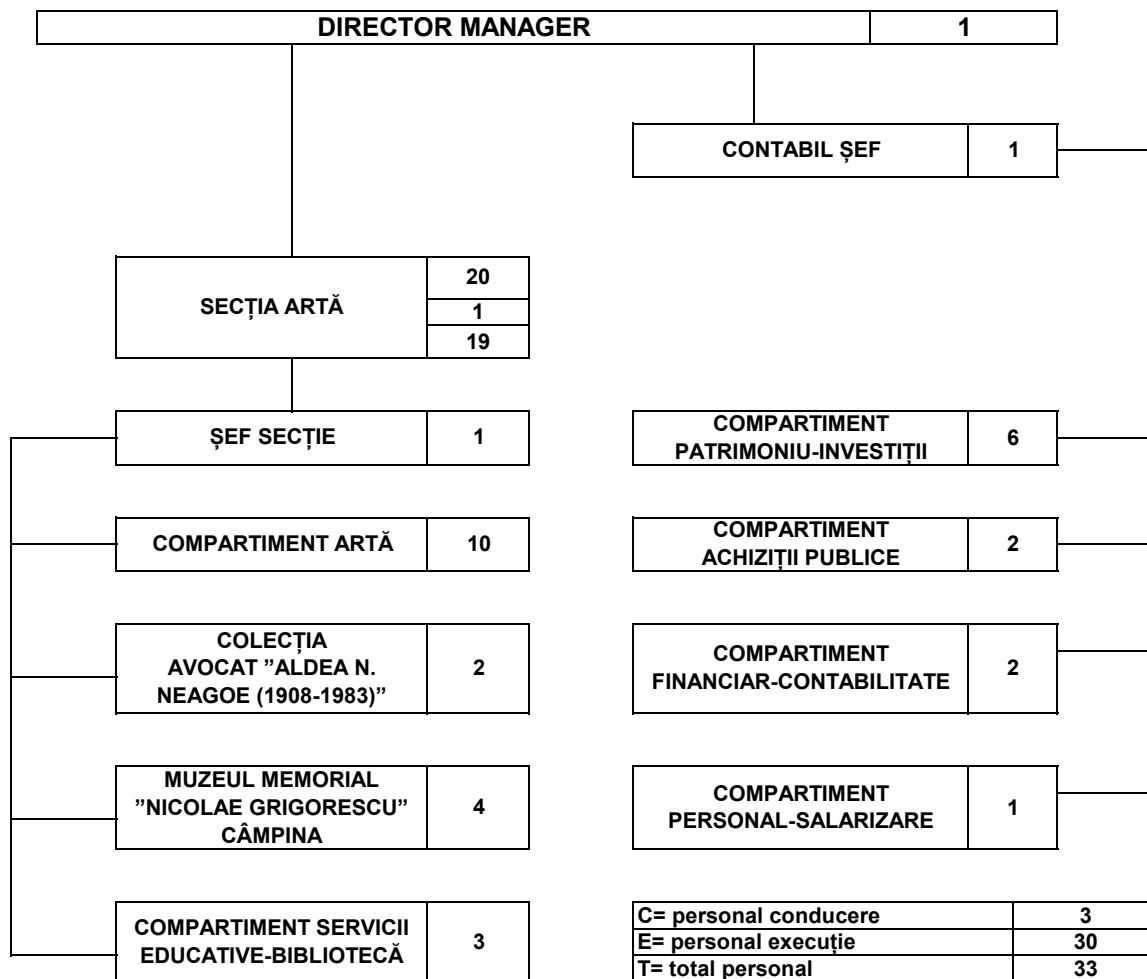 DIRECTOR MANAGER 1
CONTABIL ȘEF 1
SECȚIA ARTĂ
20
1
19
ȘEF SECȚIE 1
COMPARTIMENT
PATRIMONIU-INVESTIȚII
6
COMPARTIMENT ARTĂ 10
COMPARTIMENT
ACHIZIȚII PUBLICE
2
COLECȚIA
AVOCAT ”ALDEA N.
NEAGOE (1908-1983)”
2
COMPARTIMENT
FINANCIAR-CONTABILITATE
2
MUZEUL MEMORIAL
”NICOLAE GRIGORESCU”
CÂMPINA
4
COMPARTIMENT
PERSONAL-SALARIZARE
1
COMPARTIMENT SERVICII
EDUCATIVE-BIBLIOTECĂ
3
C= personal conducere 3
E= personal execuție 30
T= total personal 33